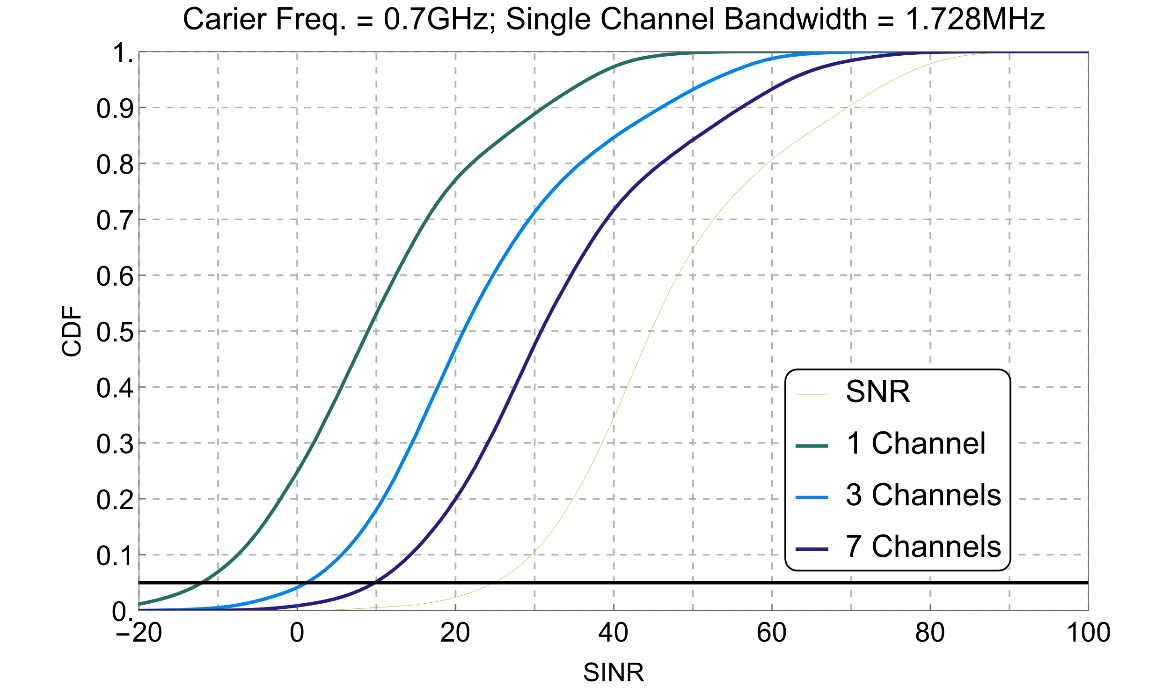 Carier Freq. = 0.7GHz; Single Channel Bandwidth = 1.728MHz
1.
0.9
0.8
0.7
0.6
0.5
0.4
0.3
0.2
0.1
0.
CDF
SNR
1 Channel
3 Channels
7 Channels
−20 0 20 40 60 80 100
SINR